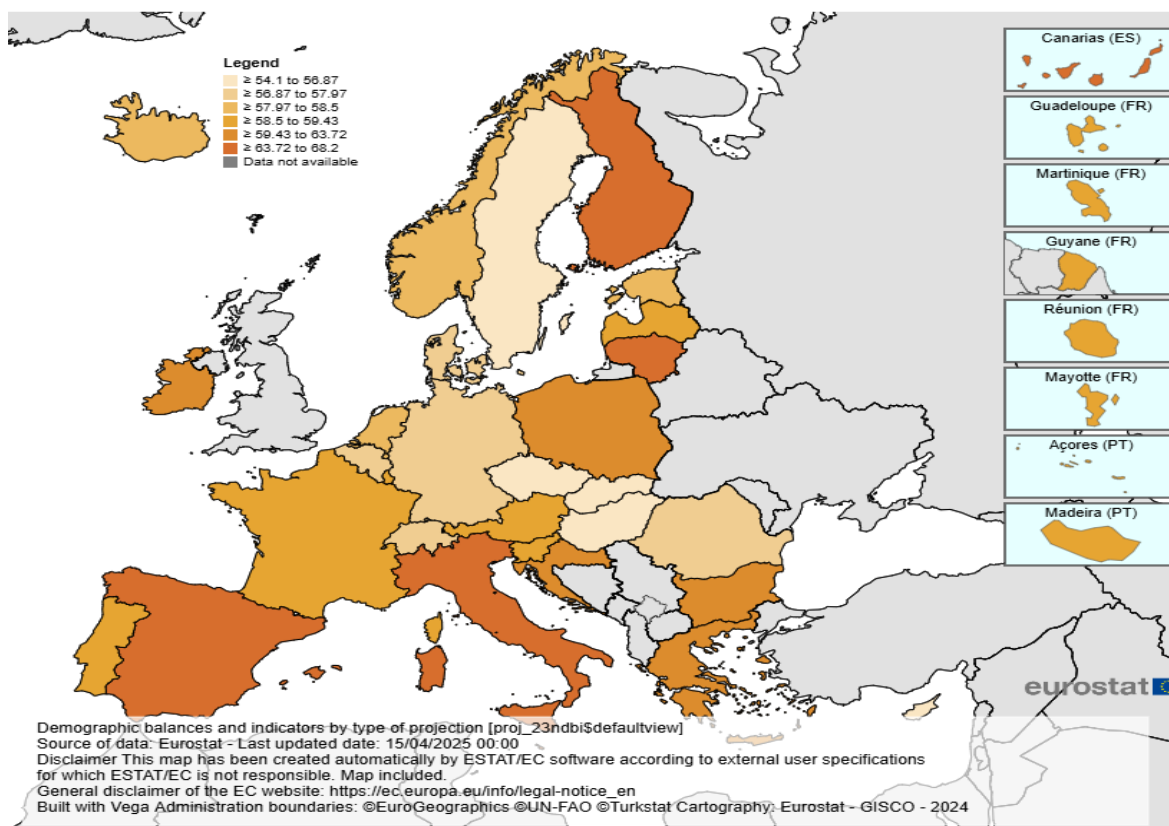 Legend
≥ 54.1 to 56.87
≥ 56.87 to 57.97
≥ 57.97 to 58.5
≥ 58.5 to 59.43
≥ 59.43 to 63.72
≥ 63.72 to 68.2
Data not available
Canarias (ES)
Guadeloupe (FR)
Martinique (FR)
Guyane (FR)
Réunion (FR)
Mayotte (FR)
Açores (PT)
Madeira (PT)
eurostat
Demographic balances and indicators by type of projection [proj_23ndbi$defaultview]
Source of data: Eurostat - Last updated date: 15/04/2025 00:00
Disclaimer This map has been created automatically by ESTAT/EC software according to external user specifications
for which ESTAT/EC is not responsible. Map included.
General disclaimer of the EC website: https://ec.europa.eu/info/legal-notice_en
Built with Vega Administration boundaries: ©EuroGeographics ©UN-FAO ©Turkstat Cartography: Eurostat - GISCO - 2024